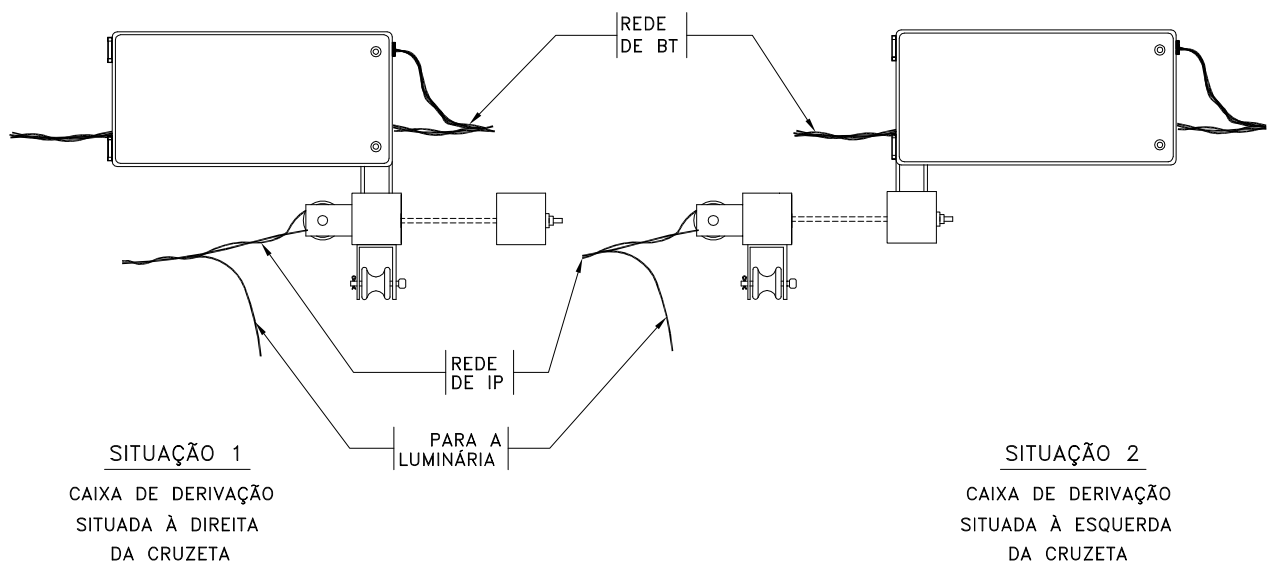 REDE
DE BT
REDE
DE IP
PARA A
LUMINÁRIA
SITUAÇÃO 1
CAIXA DE DERIVAÇÃO
SITUADA À DIREITA
DA CRUZETA
SITUAÇÃO 2
CAIXA DE DERIVAÇÃO
SITUADA À ESQUERDA
DA CRUZETA